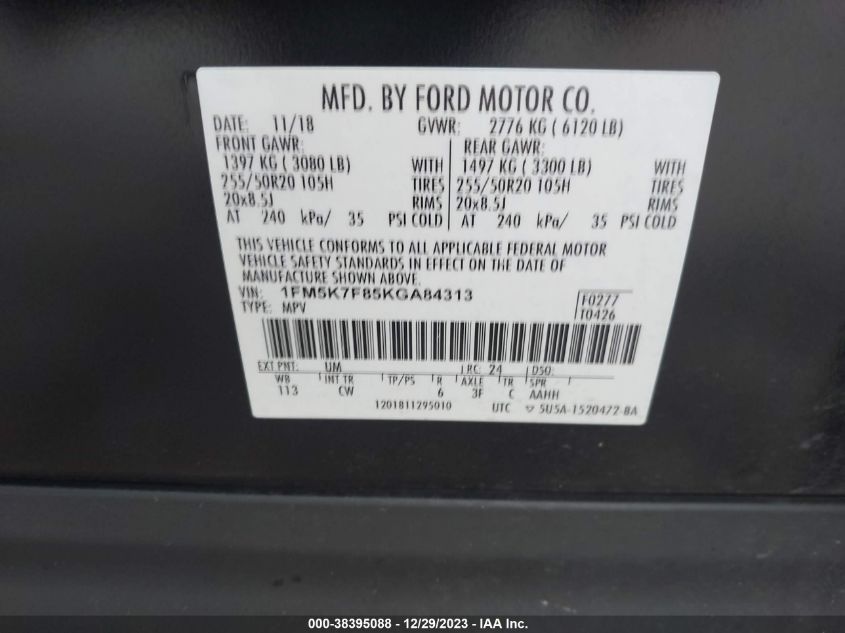 MFD. BY FORD MOTOR CO.
DATE: 11/18 GVWR: 2776 KG ( 6120 LB)
FRONT GAWR: REAR GAWR:
1397 KG ( 3080 LB) WITH 1497 KG ( 3300 LB) WITH
255/50R20 105H TIRES 255/50R20 105H TIRES
20x8.5J RIMS 20x8.5J RIMS
AT 240 kPa/ 35 PSI COLD AT 240 kPa/ 35 PSI COLD
THIS VEHICLE CONFORMS TO ALL APPLICABLE FEDERAL MOTOR
VEHICLE SAFETY STANDARDS IN EFFECT ON THE DATE OF
MANUFACTURE SHOWN ABOVE.
VIN: 1FM5K7F85KGA84313 F0277
TYPE: MPV T0426
EXT PNT: UM RC: 24 DSO:
WB INT TR TP/PS R AXLE TR SPR
113 CW 6 3F C AAHH
1201811295010 UTC 5U5A-1520472-BA
000-38395088 - 12/29/2023 - IAA Inc.